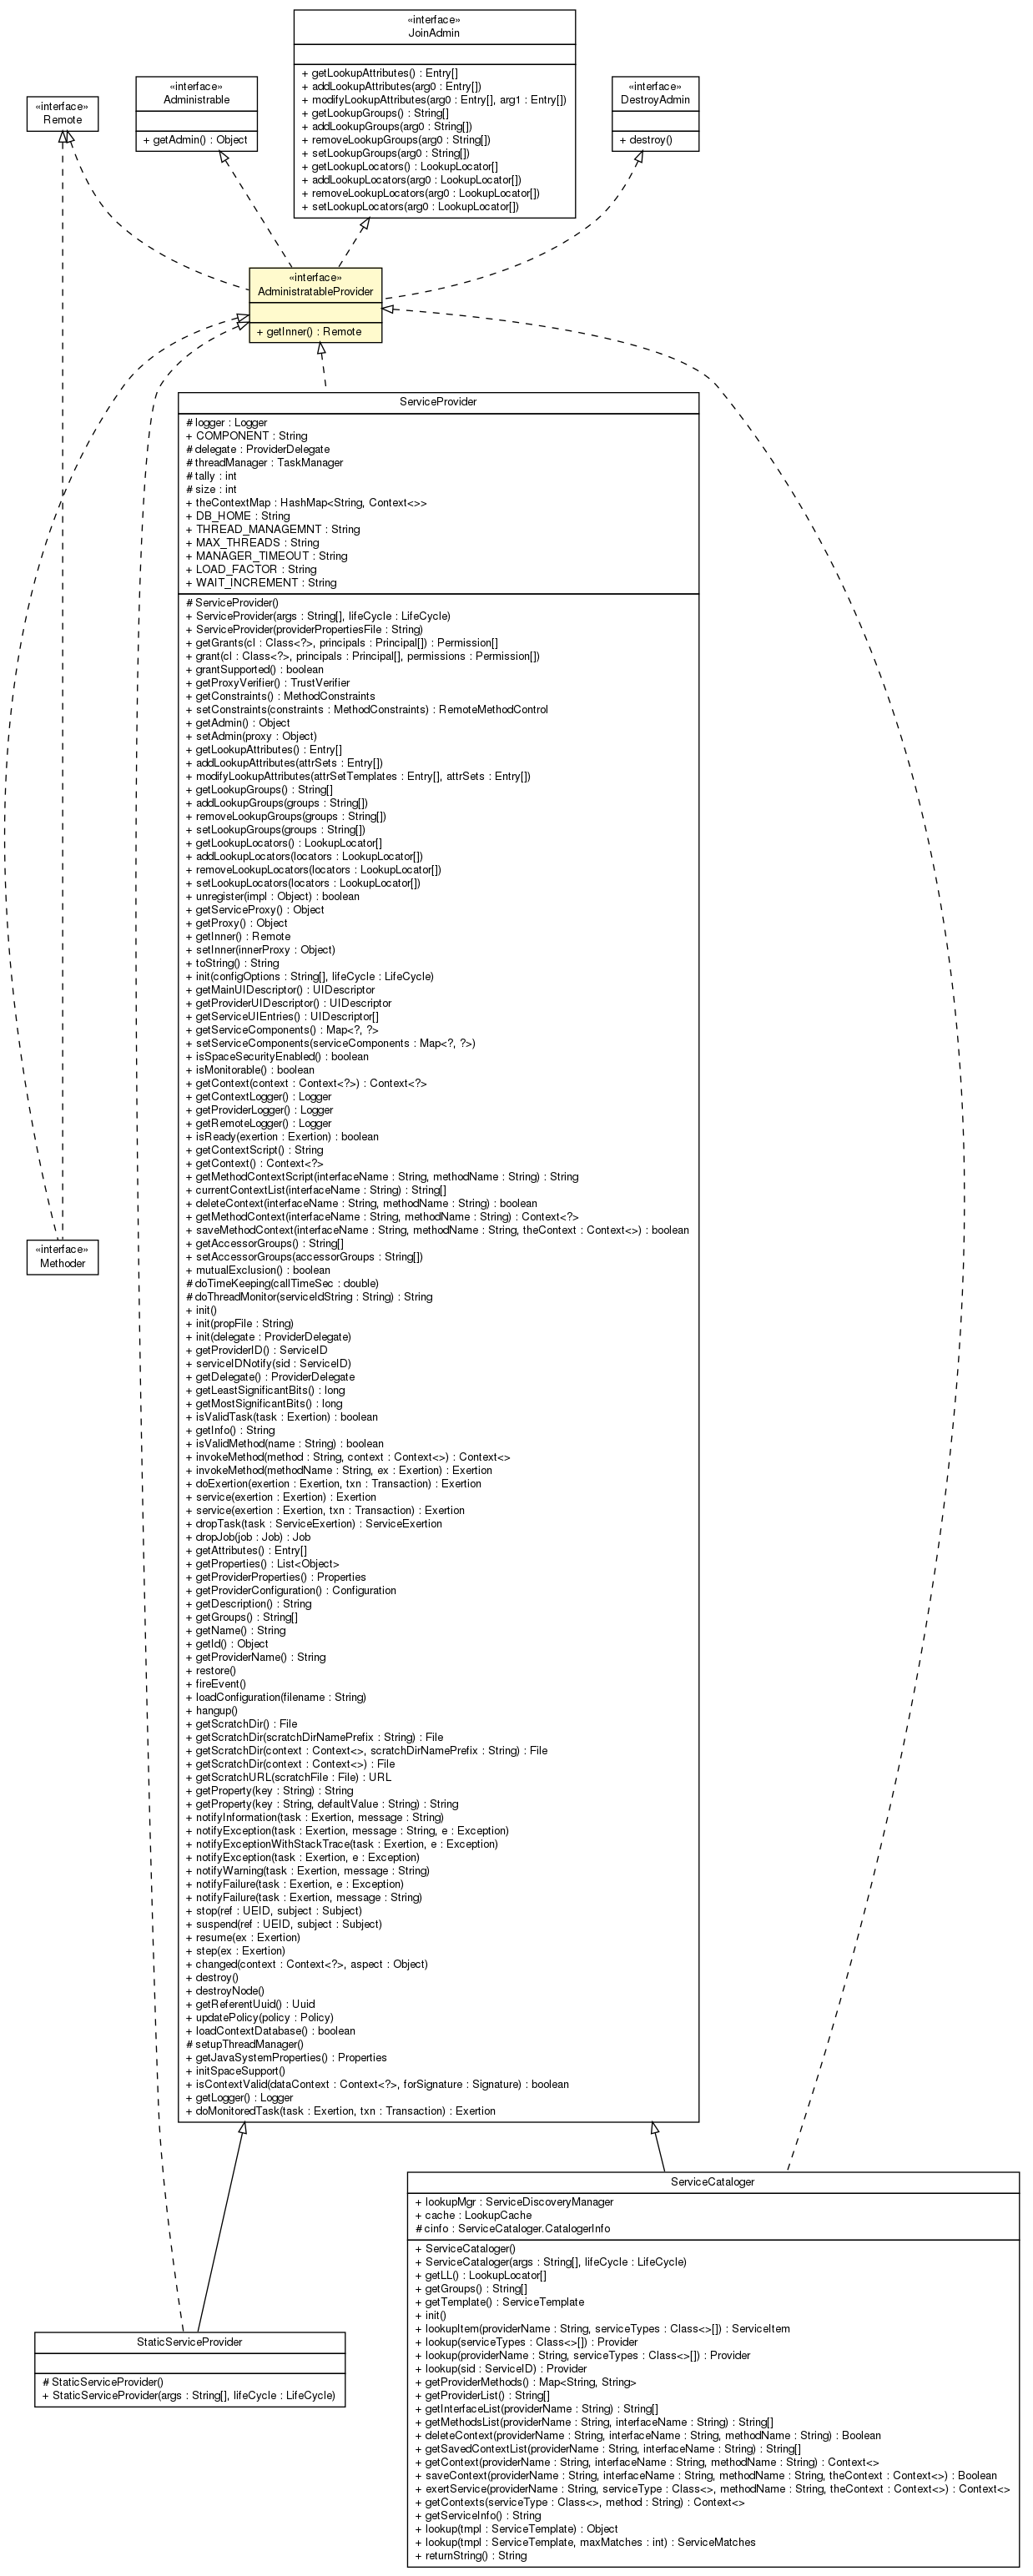 «interface»
JoinAdmin
+ getLookupAttributes() : Entry[]
+ addLookupAttributes(arg0 : Entry[])
+ modifyLookupAttributes(arg0 : Entry[], arg1 : Entry[])
+ getLookupGroups() : String[]
+ addLookupGroups(arg0 : String[])
+ removeLookupGroups(arg0 : String[])
+ setLookupGroups(arg0 : String[])
+ getLookupLocators() : LookupLocator[]
+ addLookupLocators(arg0 : LookupLocator[])
+ removeLookupLocators(arg0 : LookupLocator[])
+ setLookupLocators(arg0 : LookupLocator[])
«interface»
Remote
«interface»
Administrable
+ getAdmin() : Object
«interface»
DestroyAdmin
+ destroy()
«interface»
AdministratableProvider
+ getInner() : Remote
ServiceProvider
# logger : Logger
+ COMPONENT : String
# delegate : ProviderDelegate
# threadManager : TaskManager
# tally : int
# size : int
+ theContextMap : HashMap<String, Context<>>
+ DB_HOME : String
+ THREAD_MANAGEMNT : String
+ MAX_THREADS : String
+ MANAGER_TIMEOUT : String
+ LOAD_FACTOR : String
+ WAIT_INCREMENT : String
# ServiceProvider()
+ ServiceProvider(args : String[], lifeCycle : LifeCycle)
+ ServiceProvider(providerPropertiesFile : String)
+ getGrants(cl : Class<?>, principals : Principal[]) : Permission[]
+ grant(cl : Class<?>, principals : Principal[], permissions : Permission[])
+ grantSupported() : boolean
+ getProxyVerifier() : TrustVerifier
+ getConstraints() : MethodConstraints
+ setConstraints(constraints : MethodConstraints) : RemoteMethodControl
+ getAdmin() : Object
+ setAdmin(proxy : Object)
+ getLookupAttributes() : Entry[]
+ addLookupAttributes(attrSets : Entry[])
+ modifyLookupAttributes(attrSetTemplates : Entry[], attrSets : Entry[])
+ getLookupGroups() : String[]
+ addLookupGroups(groups : String[])
+ removeLookupGroups(groups : String[])
+ setLookupGroups(groups : String[])
+ getLookupLocators() : LookupLocator[]
+ addLookupLocators(locators : LookupLocator[])
+ removeLookupLocators(locators : LookupLocator[])
+ setLookupLocators(locators : LookupLocator[])
+ unregister(impl : Object) : boolean
+ getServiceProxy() : Object
+ getProxy() : Object
+ getInner() : Remote
+ setInner(innerProxy : Object)
+ toString() : String
+ init(configOptions : String[], lifeCycle : LifeCycle)
+ getMainUIDescriptor() : UIDescriptor
+ getProviderUIDescriptor() : UIDescriptor
+ getServiceUIEntries() : UIDescriptor[]
+ getServiceComponents() : Map<?, ?>
+ setServiceComponents(serviceComponents : Map<?, ?>)
+ isSpaceSecurityEnabled() : boolean
+ isMonitorable() : boolean
+ getContext(context : Context<?>) : Context<?>
+ getContextLogger() : Logger
+ getProviderLogger() : Logger
+ getRemoteLogger() : Logger
+ isReady(exertion : Exertion) : boolean
+ getContextScript() : String
+ getContext() : Context<?>
+ getMethodContextScript(interfaceName : String, methodName : String) : String
+ currentContextList(interfaceName : String) : String[]
+ deleteContext(interfaceName : String, methodName : String) : boolean
+ getMethodContext(interfaceName : String, methodName : String) : Context<?>
+ saveMethodContext(interfaceName : String, methodName : String, theContext : Context<>) : boolean
+ getAccessorGroups() : String[]
+ setAccessorGroups(accessorGroups : String[])
+ mutualExclusion() : boolean
# doTimeKeeping(callTimeSec : double)
# doThreadMonitor(serviceIdString : String) : String
+ init()
+ init(propFile : String)
+ init(delegate : ProviderDelegate)
+ getProviderID() : ServiceID
+ serviceIDNotify(sid : ServiceID)
+ getDelegate() : ProviderDelegate
+ getLeastSignificantBits() : long
+ getMostSignificantBits() : long
+ isValidTask(task : Exertion) : boolean
+ getInfo() : String
+ isValidMethod(name : String) : boolean
+ invokeMethod(method : String, context : Context<>) : Context<>
+ invokeMethod(methodName : String, ex : Exertion) : Exertion
+ doExertion(exertion : Exertion, txn : Transaction) : Exertion
+ service(exertion : Exertion) : Exertion
+ service(exertion : Exertion, txn : Transaction) : Exertion
+ dropTask(task : ServiceExertion) : ServiceExertion
+ dropJob(job : Job) : Job
+ getAttributes() : Entry[]
+ getProperties() : List<Object>
+ getProviderProperties() : Properties
+ getProviderConfiguration() : Configuration
+ getDescription() : String
+ getGroups() : String[]
+ getName() : String
+ getId() : Object
+ getProviderName() : String
+ restore()
+ fireEvent()
+ loadConfiguration(filename : String)
+ hangup()
+ getScratchDir() : File
+ getScratchDir(scratchDirNamePrefix : String) : File
+ getScratchDir(context : Context<>, scratchDirNamePrefix : String) : File
+ getScratchDir(context : Context<>) : File
+ getScratchURL(scratchFile : File) : URL
+ getProperty(key : String) : String
+ getProperty(key : String, defaultValue : String) : String
+ notifyInformation(task : Exertion, message : String)
+ notifyException(task : Exertion, message : String, e : Exception)
+ notifyExceptionWithStackTrace(task : Exertion, e : Exception)
+ notifyException(task : Exertion, e : Exception)
+ notifyWarning(task : Exertion, message : String)
+ notifyFailure(task : Exertion, e : Exception)
+ notifyFailure(task : Exertion, message : String)
+ stop(ref : UEID, subject : Subject)
+ suspend(ref : UEID, subject : Subject)
+ resume(ex : Exertion)
+ step(ex : Exertion)
+ changed(context : Context<?>, aspect : Object)
+ destroy()
+ destroyNode()
+ getReferentUuid() : Uuid
+ updatePolicy(policy : Policy)
+ loadContextDatabase() : boolean
# setupThreadManager()
+ getJavaSystemProperties() : Properties
+ initSpaceSupport()
+ isContextValid(dataContext : Context<?>, forSignature : Signature) : boolean
+ getLogger() : Logger
+ doMonitoredTask(task : Exertion, txn : Transaction) : Exertion
«interface»
Methoder
ServiceCataloger
+ lookupMgr : ServiceDiscoveryManager
+ cache : LookupCache
# cinfo : ServiceCataloger.CatalogerInfo
+ ServiceCataloger()
+ ServiceCataloger(args : String[], lifeCycle : LifeCycle)
+ getLL() : LookupLocator[]
+ getGroups() : String[]
+ getTemplate() : ServiceTemplate
+ init()
+ lookupItem(providerName : String, serviceTypes : Class<>[]) : ServiceItem
+ lookup(serviceTypes : Class<>[]) : Provider
+ lookup(providerName : String, serviceTypes : Class<>[]) : Provider
+ lookup(sid : ServiceID) : Provider
+ getProviderMethods() : Map<String, String>
+ getProviderList() : String[]
+ getInterfaceList(providerName : String) : String[]
+ getMethodsList(providerName : String, interfaceName : String) : String[]
+ deleteContext(providerName : String, interfaceName : String, methodName : String) : Boolean
+ getSavedContextList(providerName : String, interfaceName : String) : String[]
+ getContext(providerName : String, interfaceName : String, methodName : String) : Context<>
+ saveContext(providerName : String, interfaceName : String, methodName : String, theContext : Context<>) : Boolean
+ exertService(providerName : String, serviceType : Class<>, methodName : String, theContext : Context<>) : Context<>
+ getContexts(serviceType : Class<>, method : String) : Context<>
+ getServiceInfo() : String
+ lookup(tmpl : ServiceTemplate) : Object
+ lookup(tmpl : ServiceTemplate, maxMatches : int) : ServiceMatches
+ returnString() : String
StaticServiceProvider
# StaticServiceProvider()
+ StaticServiceProvider(args : String[], lifeCycle : LifeCycle)